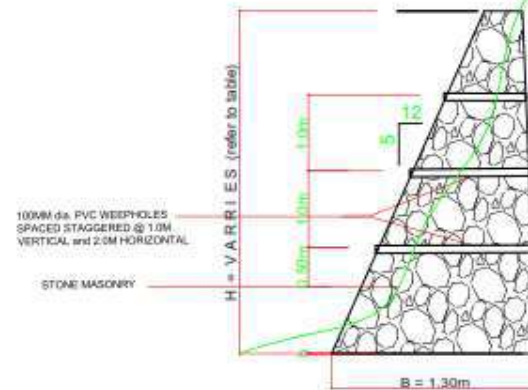 H = VARRIES (refer to table)
12
5
1.0m
1.0m
0.50m
0
100MM dia. PVC WEEPHOLES
SPACED STAGGERED @ 1.0M
VERTICAL and 2.0M HORIZONTAL
STONE MASONRY
B = 1.30m